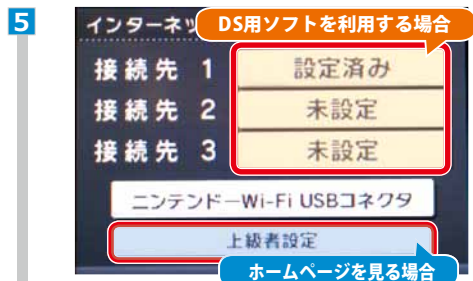 5
インターネッ
DS用ソフトを利用する場合
接続先 1 設定済み
接続先 2 未設定
接続先 3 未設定
ニンテンドーWi-Fi USBコネクタ
上級者設定
ホームページを見る場合